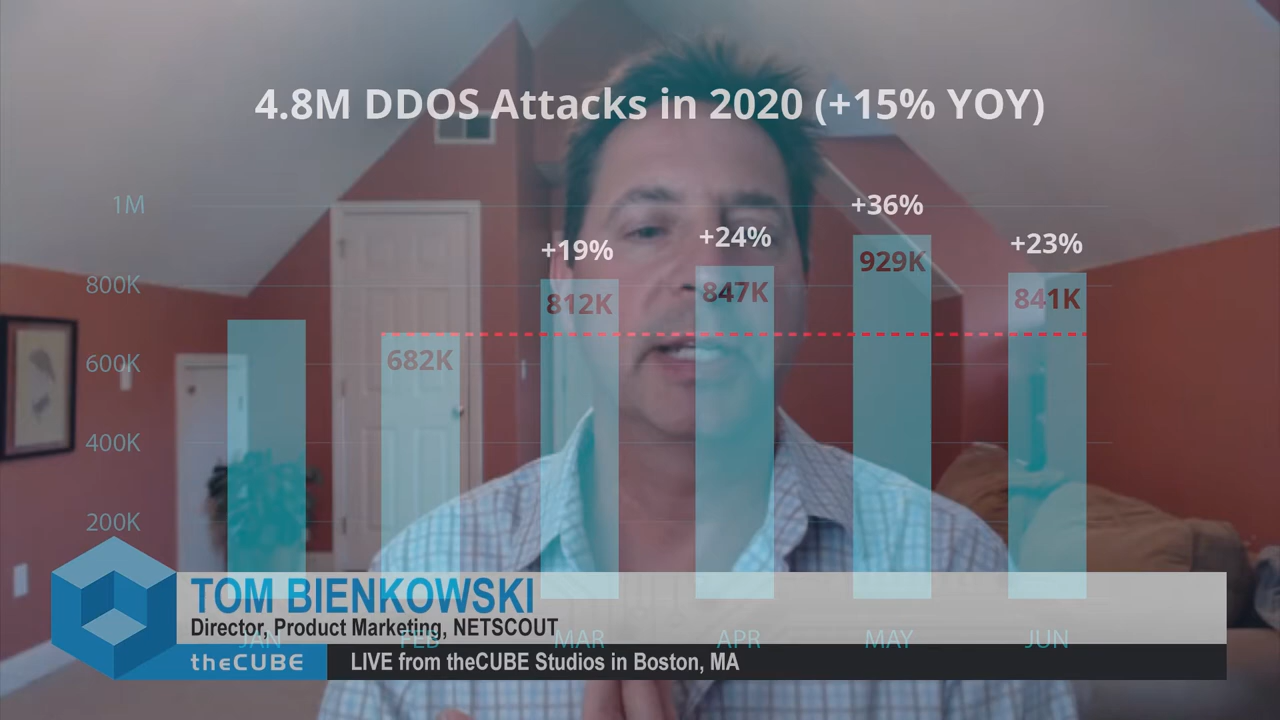 4.8M DDOS Attacks in 2020 (+15% YOY)
1M
800K
600K
400K
200K
+19%
+24%
+36%
+23%
682K
812K
847K
929K
841K
JAN
FEB
MAR
APR
MAY
JUN
TOM BIENKOWSKI
Director, Product Marketing, NETSCOUT
theCUBE
LIVE from theCUBE Studios in Boston, MA